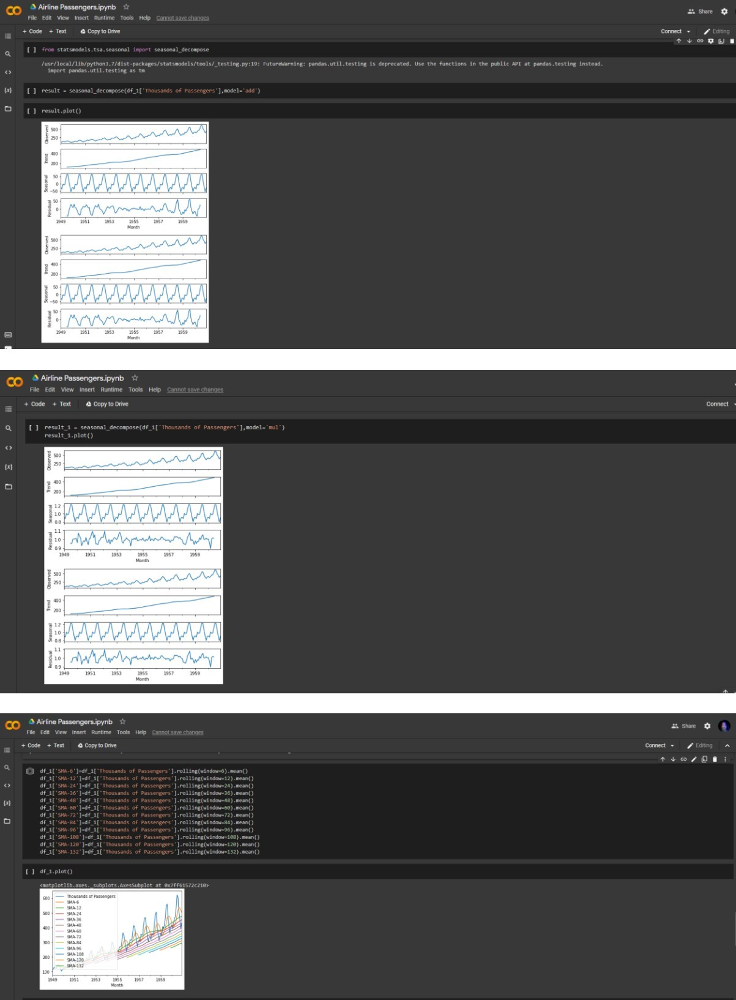 Airline Passengers.ipynb
File Edit View Insert Runtime Tools Help Cannot save changes
Share
+ Code + Text Copy to Drive
Connect Editing
[ ] from statsmodels.tsa.seasonal import seasonal_decompose
/usr/local/lib/python3.7/dist-packages/statsmodels/tools/_testing.py:19: FutureWarning: pandas.util.testing is deprecated. Use the functions in the public API at pandas.testing instead.
import pandas.util.testing as tm
[ ] result = seasonal_decompose(df_1['Thousands of Passengers'],model='add')
[ ] result.plot()
Observed 500 250
Trend 400 200
Seasonal 50 0 −50
Residual 50 0
1949 1951 1953 1955 1957 1959
Month
Observed 500 250
Trend 400 200
Seasonal 50 0 −50
Residual 50 0
1949 1951 1953 1955 1957 1959
Month
Airline Passengers.ipynb
File Edit View Insert Runtime Tools Help Cannot save changes
+ Code + Text Copy to Drive
Connect
[ ] result_1 = seasonal_decompose(df_1['Thousands of Passengers'],model='mul')
result_1.plot()
Observed 500 250
Trend 400 200
Seasonal 1.2 1.0 0.8
Residual 1.1 1.0 0.9
1949 1951 1953 1955 1957 1959
Month
Observed 500 250
Trend 400 200
Seasonal 1.2 1.0 0.8
Residual 1.1 1.0 0.9
1949 1951 1953 1955 1957 1959
Month
Airline Passengers.ipynb
File Edit View Insert Runtime Tools Help Cannot save changes
Share
+ Code + Text Copy to Drive
Connect Editing
df_1['SMA-6']=df_1['Thousands of Passengers'].rolling(window=6).mean()
df_1['SMA-12']=df_1['Thousands of Passengers'].rolling(window=12).mean()
df_1['SMA-24']=df_1['Thousands of Passengers'].rolling(window=24).mean()
df_1['SMA-36']=df_1['Thousands of Passengers'].rolling(window=36).mean()
df_1['SMA-48']=df_1['Thousands of Passengers'].rolling(window=48).mean()
df_1['SMA-60']=df_1['Thousands of Passengers'].rolling(window=60).mean()
df_1['SMA-72']=df_1['Thousands of Passengers'].rolling(window=72).mean()
df_1['SMA-84']=df_1['Thousands of Passengers'].rolling(window=84).mean()
df_1['SMA-96']=df_1['Thousands of Passengers'].rolling(window=96).mean()
df_1['SMA-108']=df_1['Thousands of Passengers'].rolling(window=108).mean()
df_1['SMA-120']=df_1['Thousands of Passengers'].rolling(window=120).mean()
df_1['SMA-132']=df_1['Thousands of Passengers'].rolling(window=132).mean()
[ ] df_1.plot()
<matplotlib.axes._subplots.AxesSubplot at 0x7ff61572c210>
Thousands of Passengers
SMA-6
SMA-12
SMA-24
SMA-36
SMA-48
SMA-60
SMA-72
SMA-84
SMA-96
SMA-108
SMA-120
SMA-132
600
500
400
300
200
100
1949 1951 1953 1955 1957 1959
Month